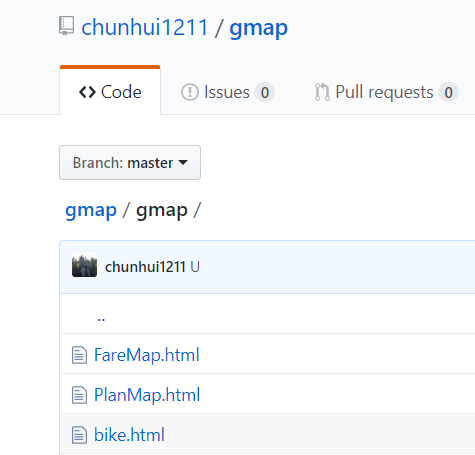 chunhui1211 / gmap
Code Issues 0 Pull requests 0
Branch: master
gmap / gmap /
chunhui1211 U
..
FareMap.html
PlanMap.html
bike.html